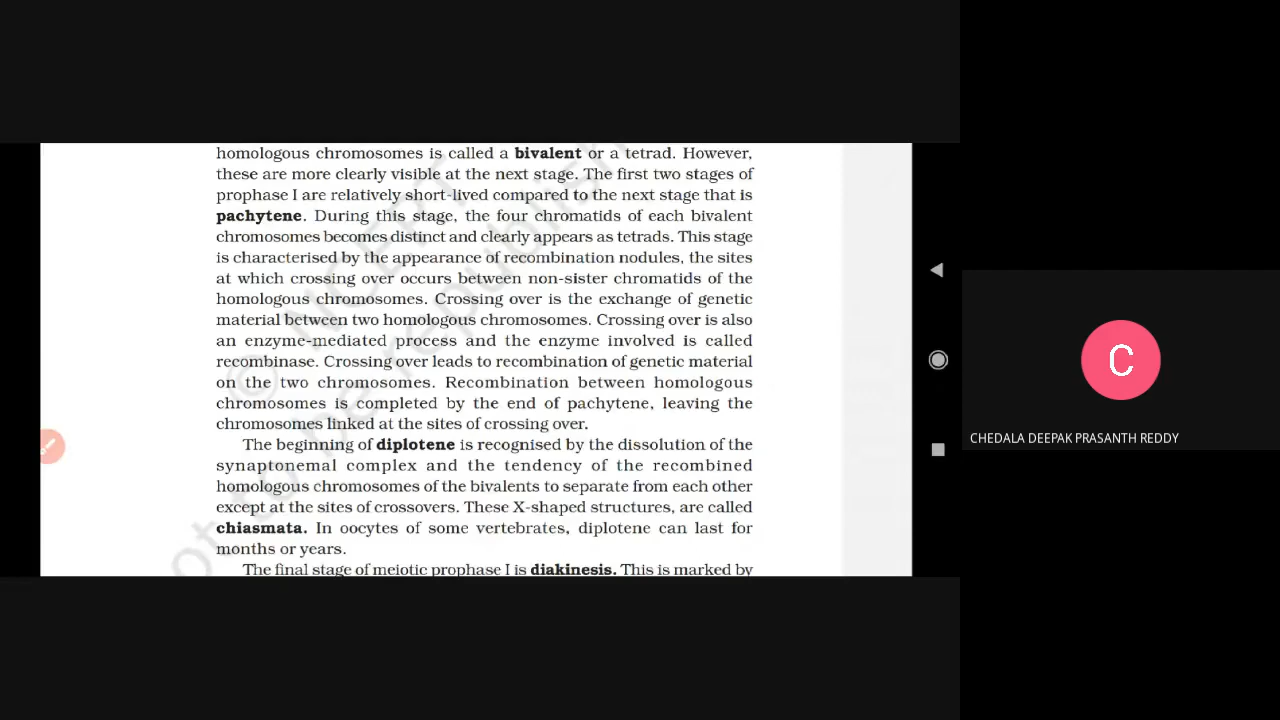 homologous chromosomes is called a bivalent or a tetrad. However,
these are more clearly visible at the next stage. The first two stages of
prophase I are relatively short-lived compared to the next stage that is
pachytene. During this stage, the four chromatids of each bivalent
chromosomes becomes distinct and clearly appears as tetrads. This stage
is characterised by the appearance of recombination nodules, the sites
at which crossing over occurs between non-sister chromatids of the
homologous chromosomes. Crossing over is the exchange of genetic
material between two homologous chromosomes. Crossing over is also
an enzyme-mediated process and the enzyme involved is called
recombinase. Crossing over leads to recombination of genetic material
on the two chromosomes. Recombination between homologous
chromosomes is completed by the end of pachytene, leaving the
chromosomes linked at the sites of crossing over.
The beginning of diplotene is recognised by the dissolution of the
synaptonemal complex and the tendency of the recombined
homologous chromosomes of the bivalents to separate from each other
except at the sites of crossovers. These X-shaped structures, are called
chiasmata. In oocytes of some vertebrates, diplotene can last for
months or years.
The final stage of meiotic prophase I is diakinesis. This is marked by
© NCERT
not to be republish
C
CHEDALA DEEPAK PRASANTH REDDY